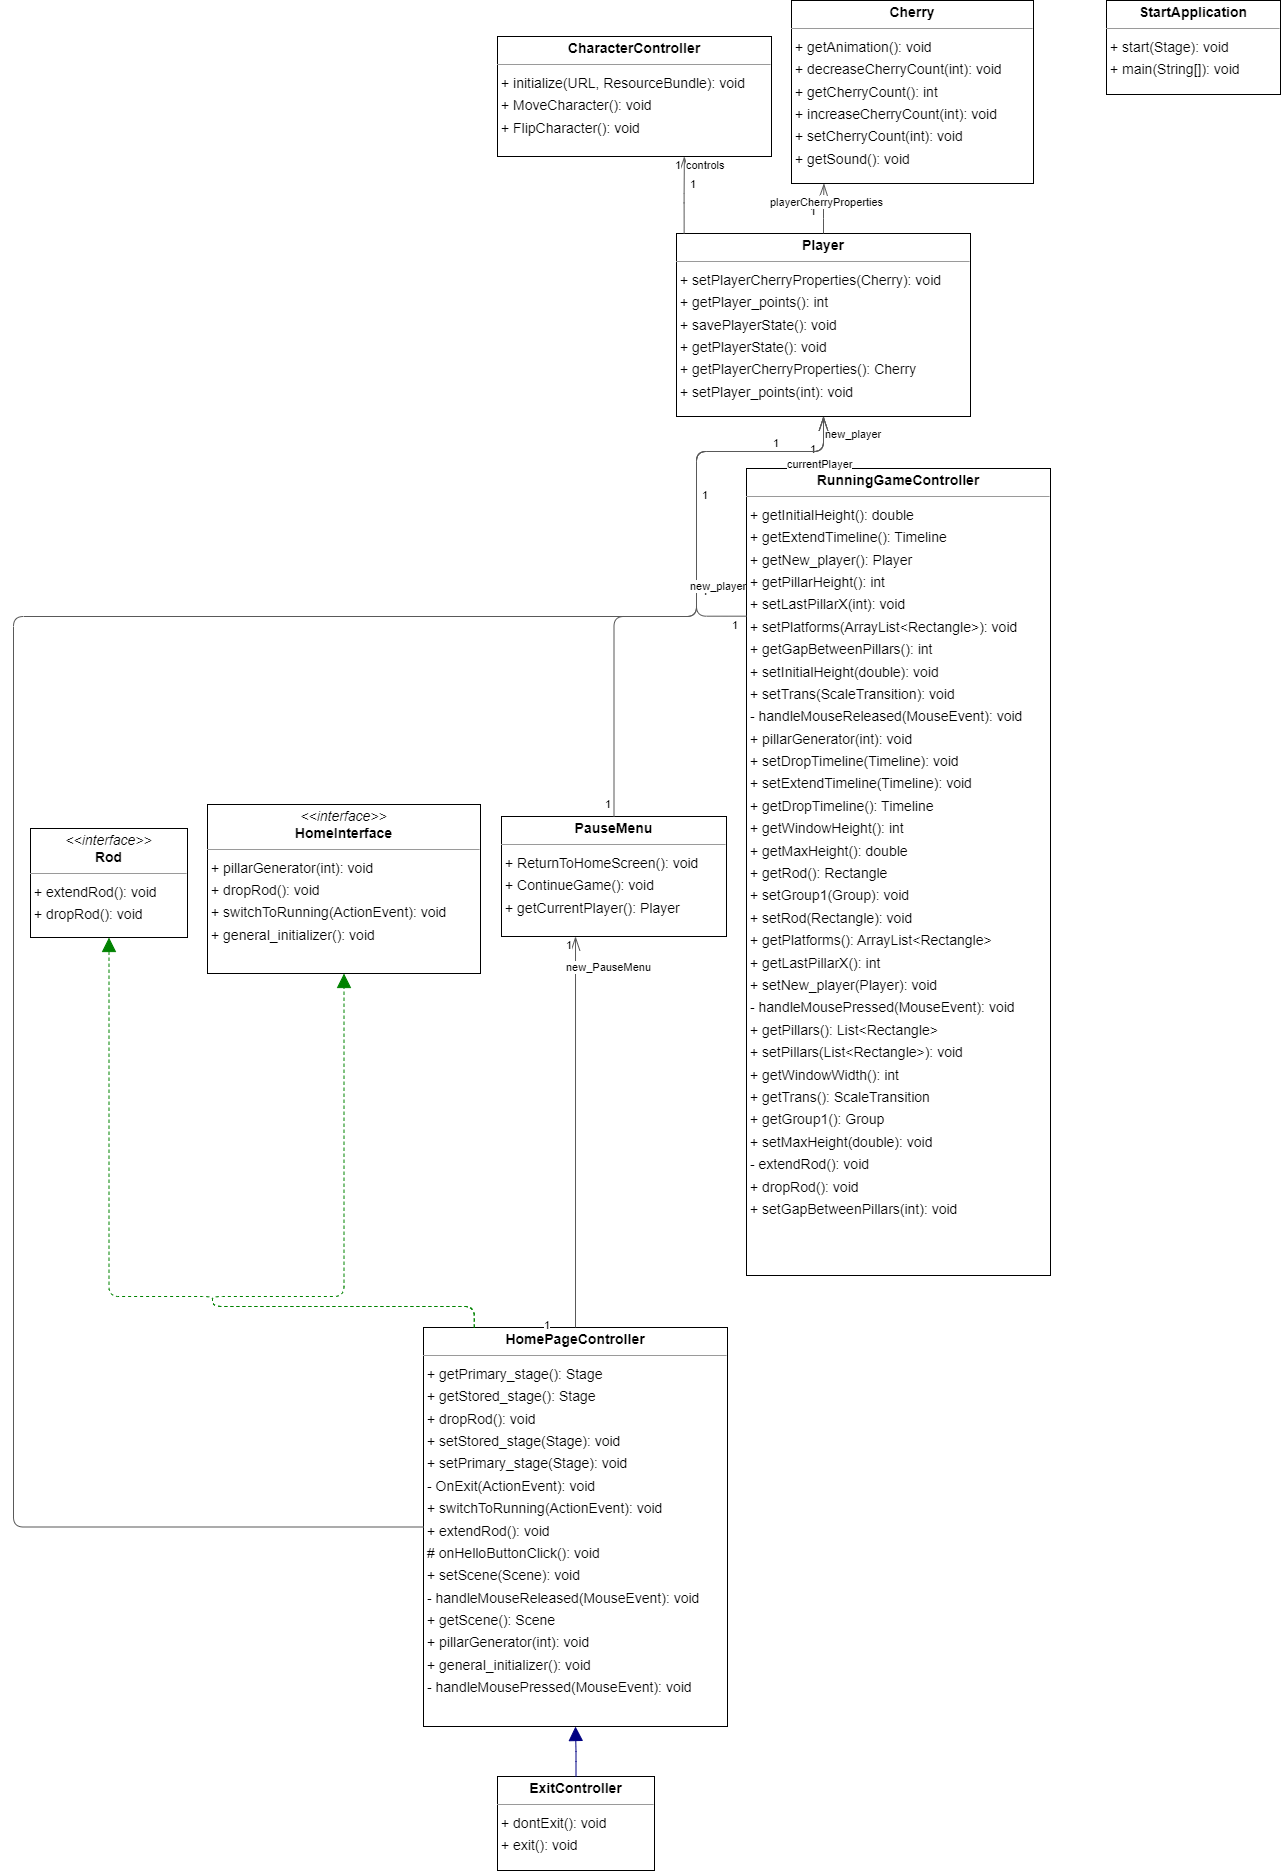 Cherry
+ getAnimation(): void
+ decreaseCherryCount(int): void
+ getCherryCount(): int
+ increaseCherryCount(int): void
+ setCherryCount(int): void
+ getSound(): void
StartApplication
+ start(Stage): void
+ main(String[]): void
CharacterController
+ initialize(URL, ResourceBundle): void
+ MoveCharacter(): void
+ FlipCharacter(): void
1
controls
1
playerCherryProperties
1
Player
+ setPlayerCherryProperties(Cherry): void
+ getPlayer_points(): int
+ savePlayerState(): void
+ getPlayerState(): void
+ getPlayerCherryProperties(): Cherry
+ setPlayer_points(int): void
new_player
1
1
currentPlayer
1
new_player
1
RunningGameController
+ getInitialHeight(): double
+ getExtendTimeline(): Timeline
+ getNew_player(): Player
+ getPillarHeight(): int
+ setLastPillarX(int): void
+ setPlatforms(ArrayList<Rectangle>): void
+ getGapBetweenPillars(): int
+ setInitialHeight(double): void
+ setTrans(ScaleTransition): void
- handleMouseReleased(MouseEvent): void
+ pillarGenerator(int): void
+ setDropTimeline(Timeline): void
+ setExtendTimeline(Timeline): void
+ getDropTimeline(): Timeline
+ getWindowHeight(): int
+ getMaxHeight(): double
+ getRod(): Rectangle
+ setGroup1(Group): void
+ setRod(Rectangle): void
+ getPlatforms(): ArrayList<Rectangle>
+ getLastPillarX(): int
+ setNew_player(Player): void
- handleMousePressed(MouseEvent): void
+ getPillars(): List<Rectangle>
+ setPillars(List<Rectangle>): void
+ getWindowWidth(): int
+ getTrans(): ScaleTransition
+ getGroup1(): Group
+ setMaxHeight(double): void
- extendRod(): void
+ dropRod(): void
+ setGapBetweenPillars(int): void
<<interface>>
Rod
+ extendRod(): void
+ dropRod(): void
<<interface>>
HomeInterface
+ pillarGenerator(int): void
+ dropRod(): void
+ switchToRunning(ActionEvent): void
+ general_initializer(): void
1
PauseMenu
+ ReturnToHomeScreen(): void
+ ContinueGame(): void
+ getCurrentPlayer(): Player
1
new_PauseMenu
1
HomePageController
+ getPrimary_stage(): Stage
+ getStored_stage(): Stage
+ dropRod(): void
+ setStored_stage(Stage): void
+ setPrimary_stage(Stage): void
- OnExit(ActionEvent): void
+ switchToRunning(ActionEvent): void
+ extendRod(): void
# onHelloButtonClick(): void
+ setScene(Scene): void
- handleMouseReleased(MouseEvent): void
+ getScene(): Scene
+ pillarGenerator(int): void
+ general_initializer(): void
- handleMousePressed(MouseEvent): void
ExitController
+ dontExit(): void
+ exit(): void